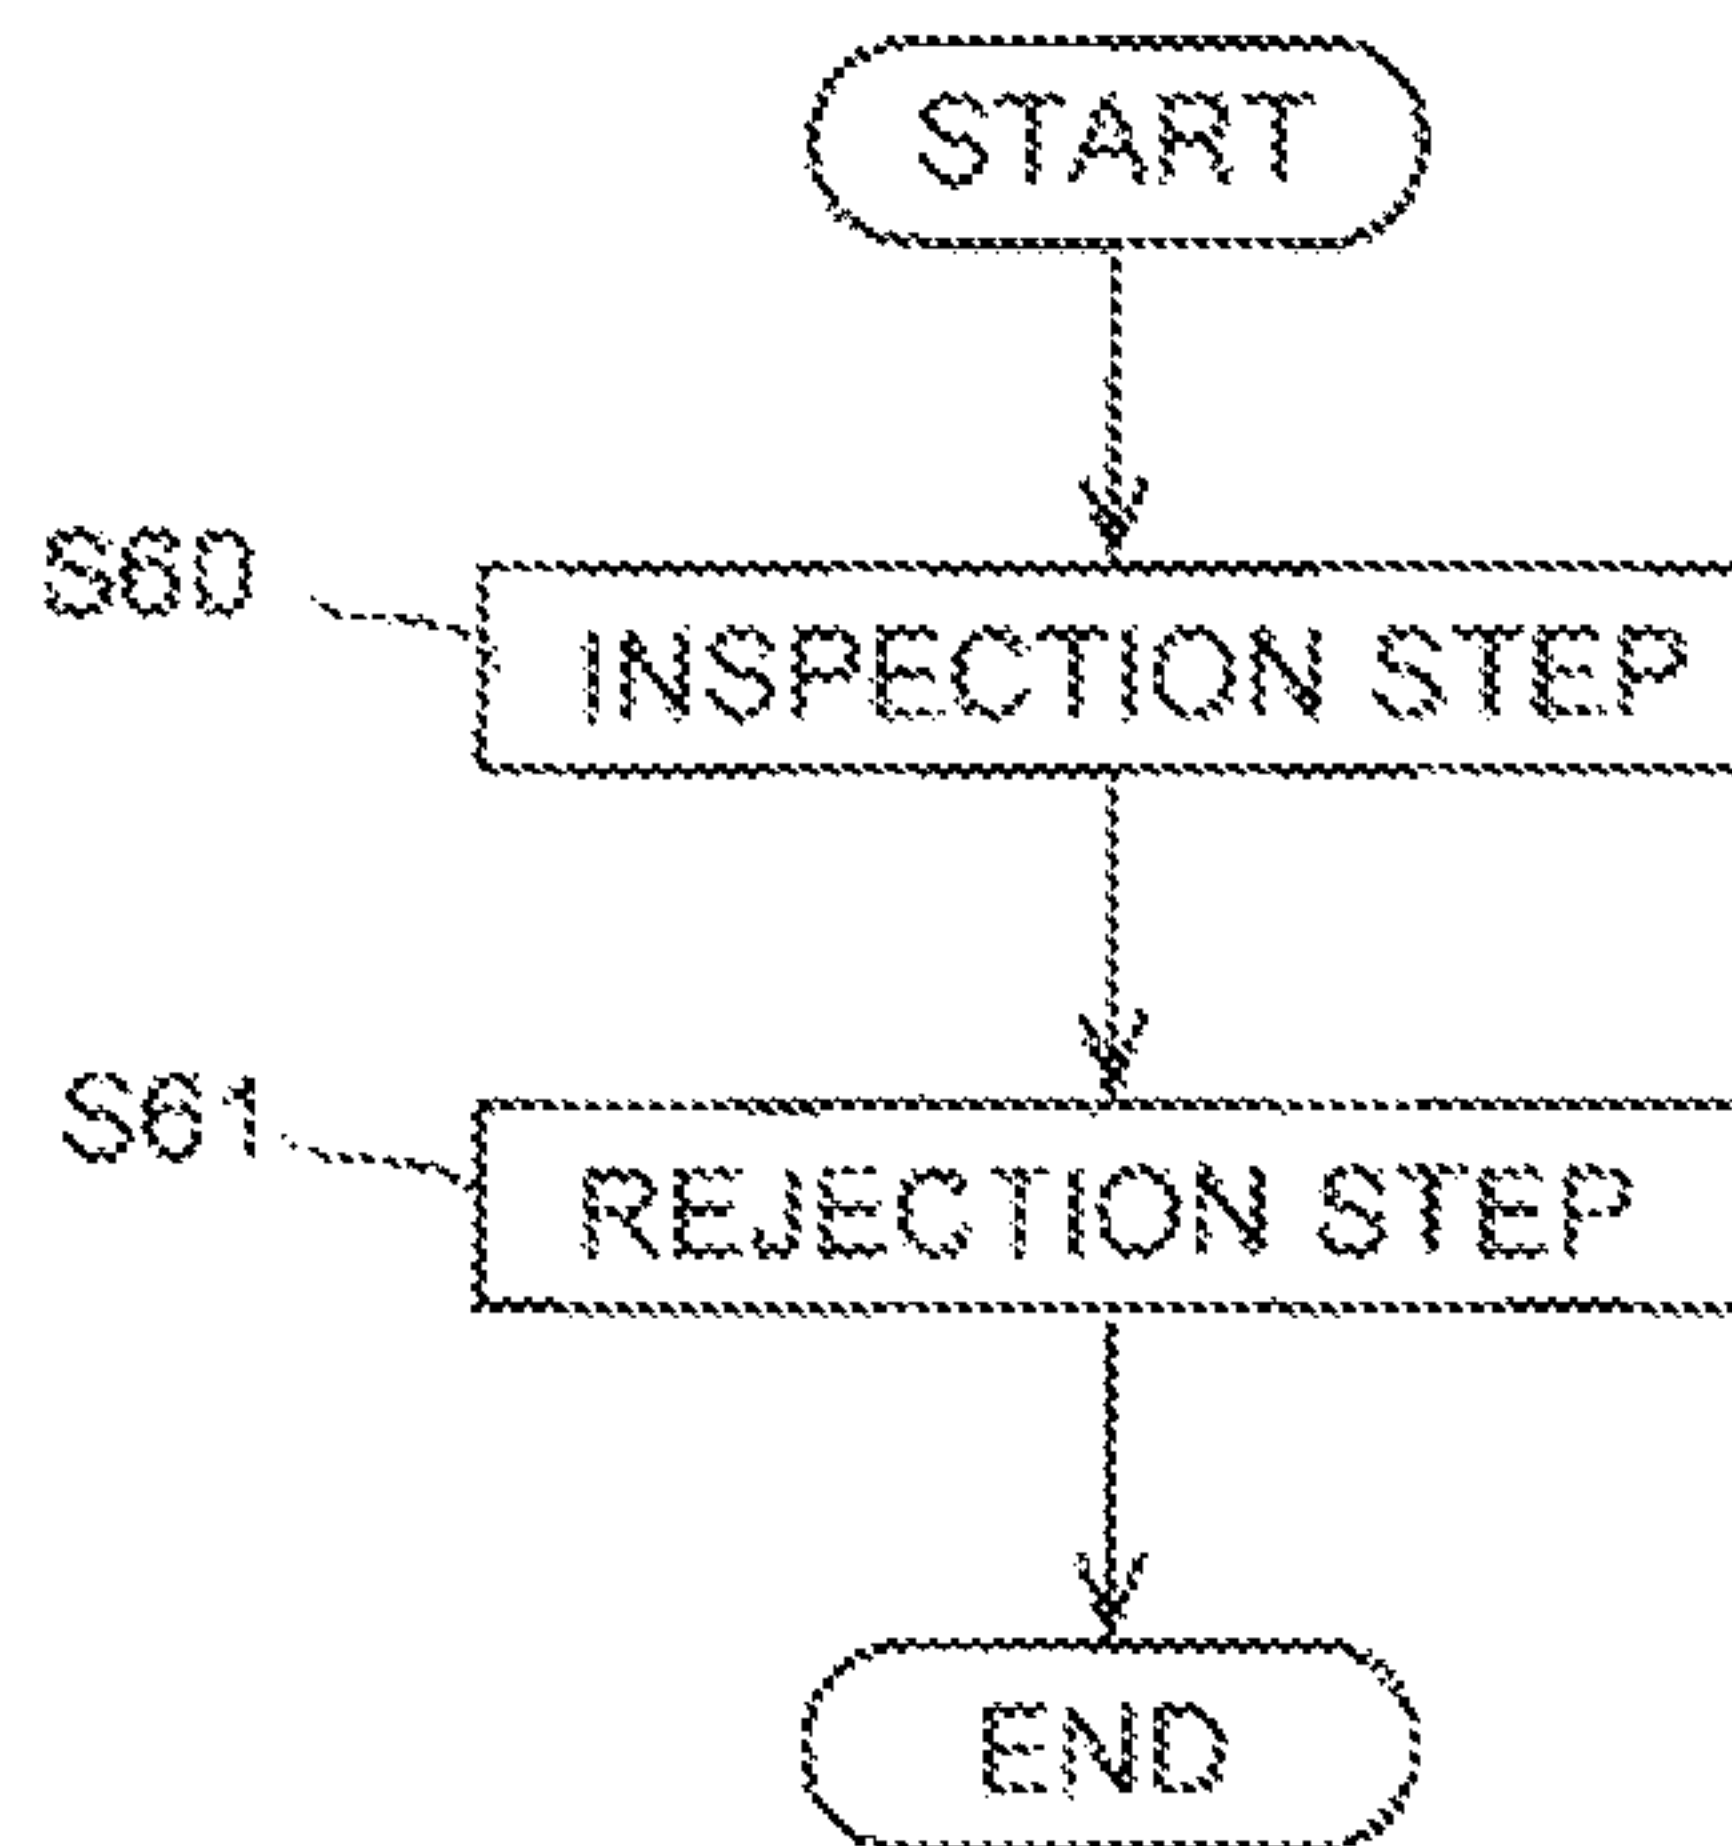 START
S60
INSPECTION STEP
S61
REJECTION STEP
END